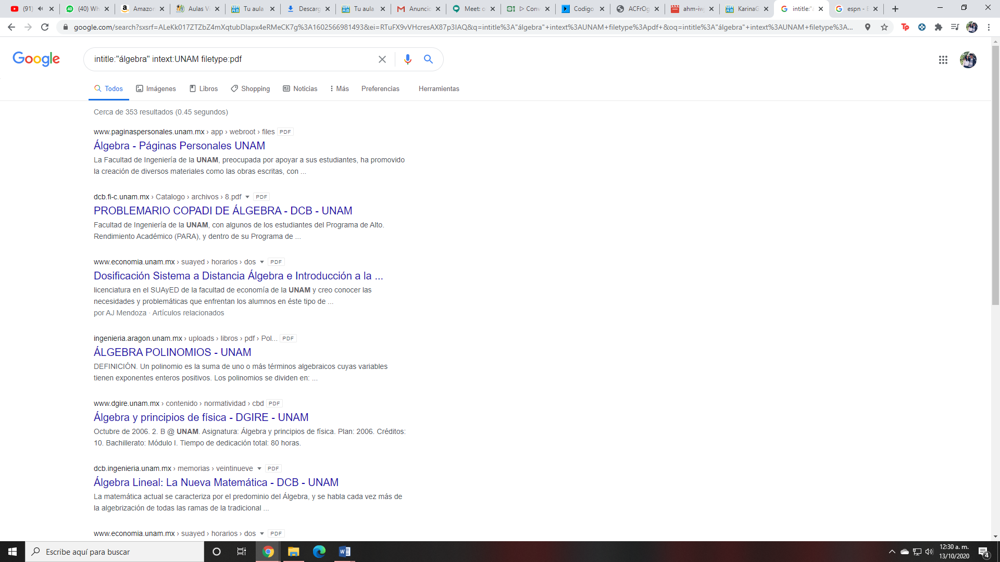 (91)
(40) Wh
Amazon
Aulas Vi
Tu aula
Descarg
Tu aula
Anuncio
Meet: c
Conv
Codigo
ACFrOg
ahm-iw
KarinaG
intitle:"á
espn - B
google.com/search?sxsrf=ALeKk017ZTZbZ4mXqtubDlapx4eRMeCK7g%3A1602566981493&ei=RTuFX9vVHcresAX87p3IAQ&q=intitle%3A"álgebra"+intext%3AUNAM+filetype%3Apdf+&oq=intitle%3A"álgebra"+intext%3AUNAM+filetype%3A...
Google
intitle:"álgebra" intext:UNAM filetype:pdf
Todos Imágenes Libros Shopping Noticias Más Preferencias Herramientas
Cerca de 353 resultados (0.45 segundos)
www.paginaspersonales.unam.mx › app › webroot › files PDF
Álgebra - Páginas Personales UNAM
La Facultad de Ingeniería de la UNAM, preocupada por apoyar a sus estudiantes, ha promovido
la creación de diversos materiales como las obras escritas, con ...
dcb.fi-c.unam.mx › Catalogo › archivos › 8.pdf PDF
PROBLEMARIO COPADI DE ÁLGEBRA - DCB - UNAM
Facultad de Ingeniería de la UNAM, con algunos de los estudiantes del Programa de Alto.
Rendimiento Académico (PARA), y dentro de su Programa de ...
www.economia.unam.mx › suayed › horarios › dos PDF
Dosificación Sistema a Distancia Álgebra e Introducción a la ...
licenciatura en el SUAyED de la facultad de economía de la UNAM y creo conocer las
necesidades y problemáticas que enfrentan los alumnos en éste tipo de ...
por AJ Mendoza · Artículos relacionados
ingenieria.aragon.unam.mx › uploads › libros › pdf › Pol... PDF
ÁLGEBRA POLINOMIOS - UNAM
DEFINICIÓN. Un polinomio es la suma de uno o más términos algebraicos cuyas variables
tienen exponentes enteros positivos. Los polinomios se dividen en: ...
www.dgire.unam.mx › contenido › normatividad › cbd PDF
Álgebra y principios de física - DGIRE - UNAM
Octubre de 2006. 2. B @ UNAM. Asignatura: Álgebra y principios de física. Plan: 2006. Créditos:
10. Bachillerato: Módulo I. Tiempo de dedicación total: 80 horas.
dcb.ingenieria.unam.mx › memorias › veintinueve PDF
Álgebra Lineal: La Nueva Matemática - DCB - UNAM
La matemática actual se caracteriza por el predominio del Álgebra, y se habla cada vez más de
la algebrización de todas las ramas de la tradicional ...
www.economia.unam.mx › suayed › horarios › dos PDF
Escribe aquí para buscar
12:30 a. m.
13/10/2020
4